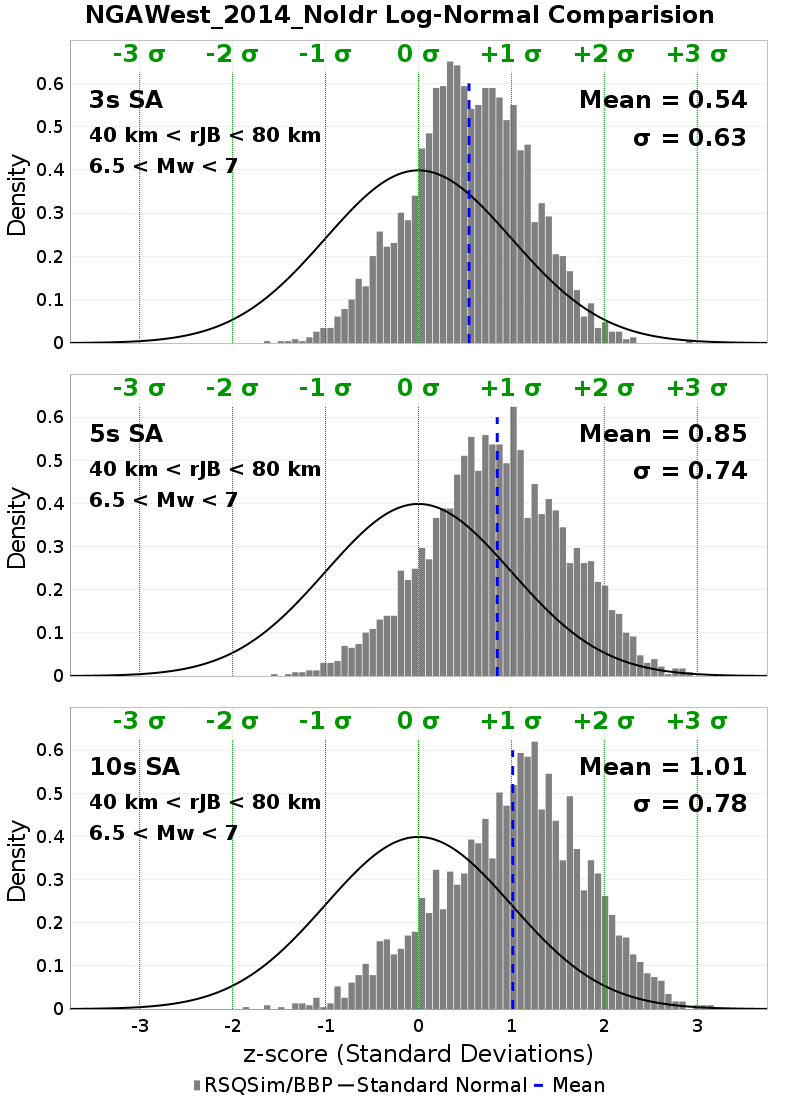 NGAWest_2014_NoIdr Log-Normal Comparision
-3 σ -2 σ -1 σ 0 σ +1 σ +2 σ +3 σ
3s SA
Mean = 0.54
40 km < rJB < 80 km
σ = 0.63
6.5 < Mw < 7
0.6
0.5
0.4
0.3
0.2
0.1
0
Density
-3 σ -2 σ -1 σ 0 σ +1 σ +2 σ +3 σ
5s SA
Mean = 0.85
40 km < rJB < 80 km
σ = 0.74
6.5 < Mw < 7
0.6
0.5
0.4
0.3
0.2
0.1
0
Density
-3 σ -2 σ -1 σ 0 σ +1 σ +2 σ +3 σ
10s SA
Mean = 1.01
40 km < rJB < 80 km
σ = 0.78
6.5 < Mw < 7
0.6
0.5
0.4
0.3
0.2
0.1
0
Density
-3 -2 -1 0 1 2 3
z-score (Standard Deviations)
RSQSim/BBP Standard Normal Mean